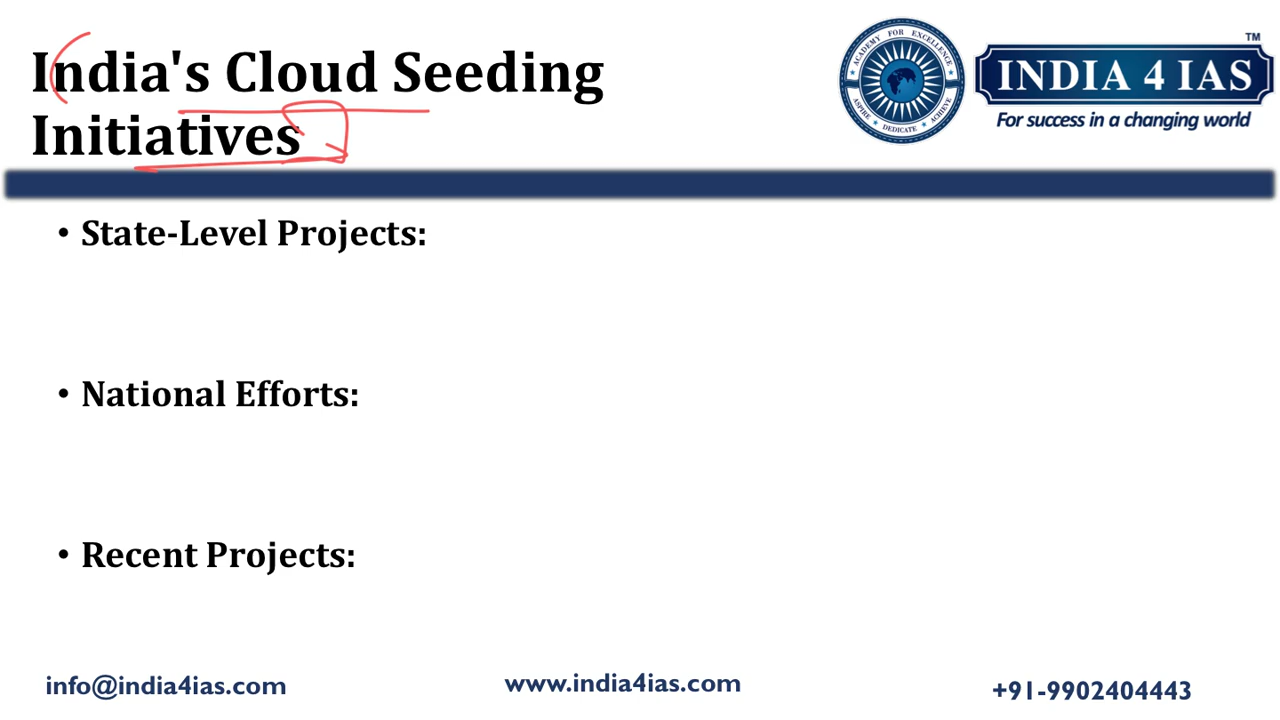 India's Cloud Seeding
Initiatives
ACADEMY FOR EXCELLENCE
ASPIRE DEDICATE ACHIEVE
INDIA 4 IAS
TM
For success in a changing world
• State-Level Projects:
• National Efforts:
• Recent Projects:
info@india4ias.com
www.india4ias.com
+91-9902404443